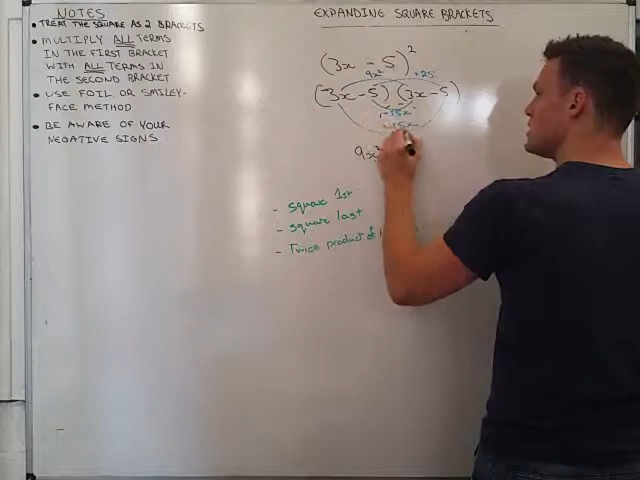 NOTES
• TREAT THE SQUARE AS 2 BRACKETS
• MULTIPLY ALL TERMS
IN THE FIRST BRACKET
WITH ALL TERMS IN
THE SECOND BRACKET
• USE FOIL OR SMILEY-
FACE METHOD
• BE AWARE OF YOUR
NEGATIVE SIGNS
EXPANDING SQUARE BRACKETS
(3x - 5)²
9x² +25
(3x - 5) (3x - 5)
-15x
-15x
9x²
- square 1st
- square last
- Twice product of